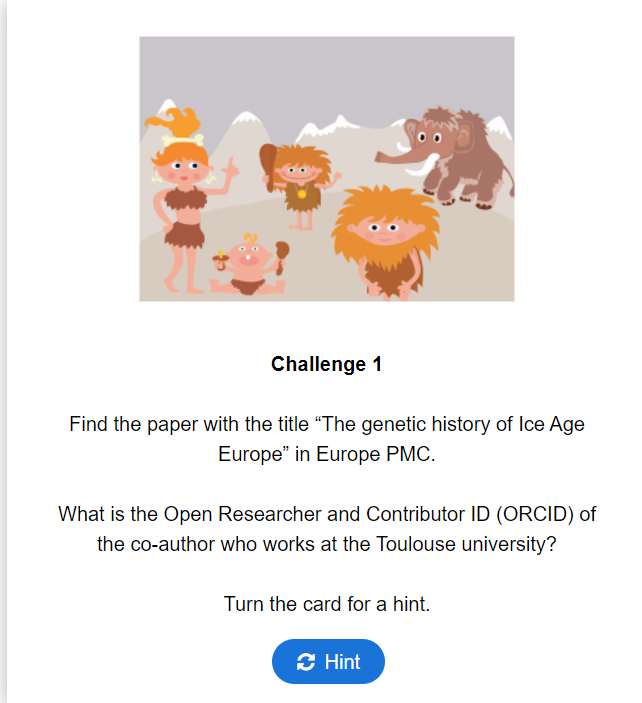 Challenge 1
Find the paper with the title “The genetic history of Ice Age
Europe” in Europe PMC.
What is the Open Researcher and Contributor ID (ORCID) of
the co-author who works at the Toulouse university?
Turn the card for a hint.
Hint